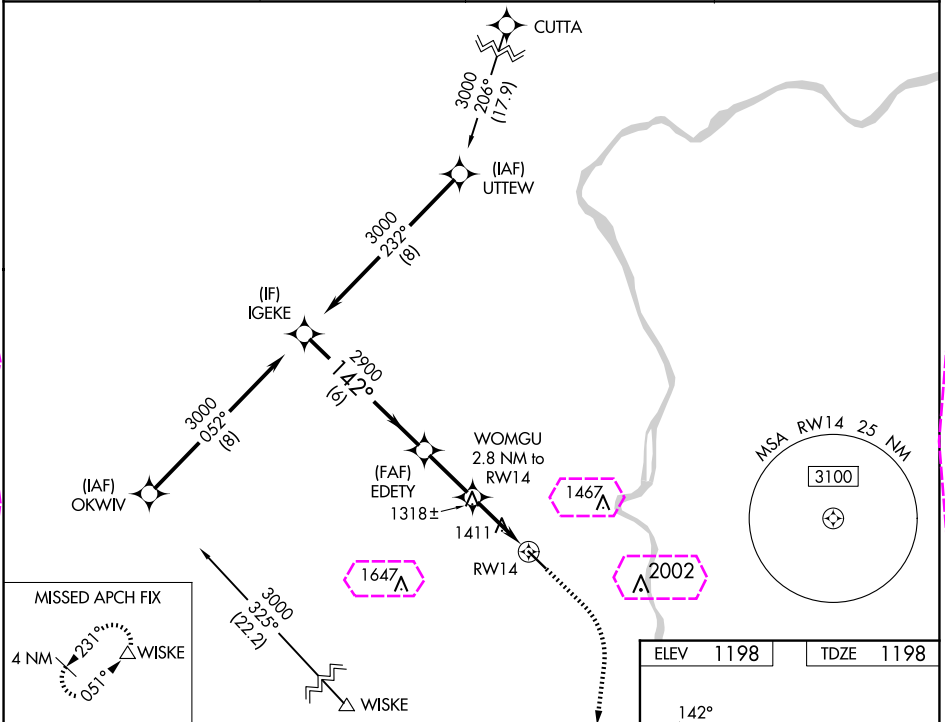 CUTTA
3000
206°
(17.9)
(IAF)
UTTEW
3000
232°
(8)
(IF)
IGEKE
2900
142°
(6)
3000
052°
(8)
(IAF)
OKWIV
(FAF)
EDETY
WOMGU
2.8 NM to
RW14
1318±
1411
1467
RW14
1647
2002
MSA RW14 25 NM
3100
3000
325°
(22.2)
WISKE
MISSED APCH FIX
4 NM
231°
051°
WISKE
ELEV 1198
TDZE 1198
142°